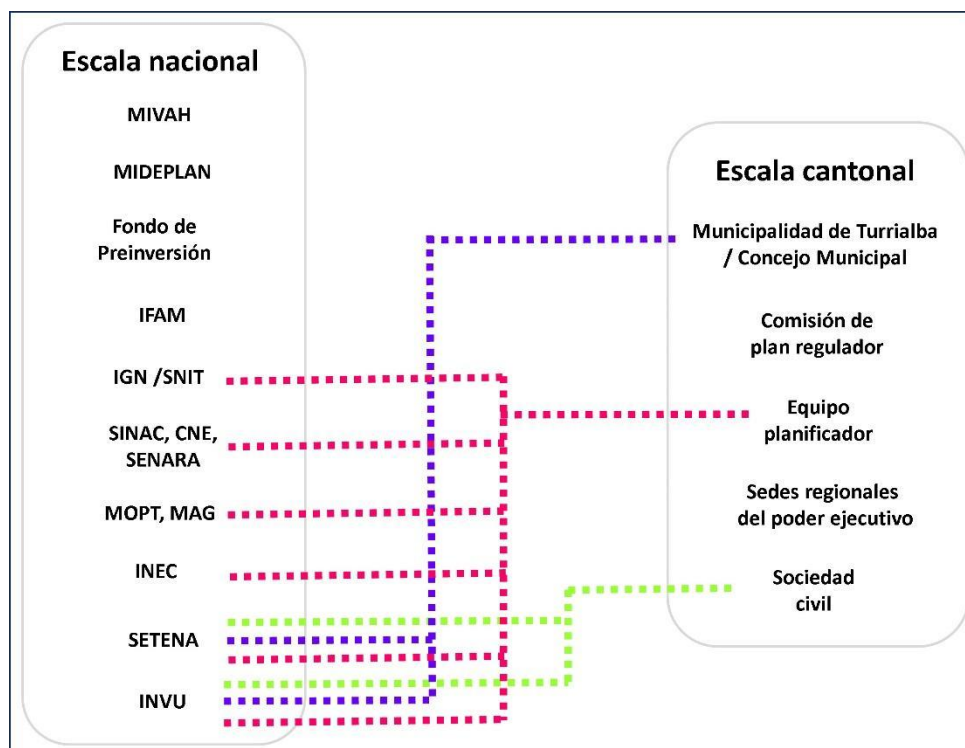 Escala nacional
MIVAH
MIDEPLAN
Fondo de
Preinversión
IFAM
IGN /SNIT
SINAC, CNE,
SENARA
MOPT, MAG
INEC
SETENA
INVU
Escala cantonal
Municipalidad de Turrialba
/ Concejo Municipal
Comisión de
plan regulador
Equipo
planificador
Sedes regionales
del poder ejecutivo
Sociedad
civil